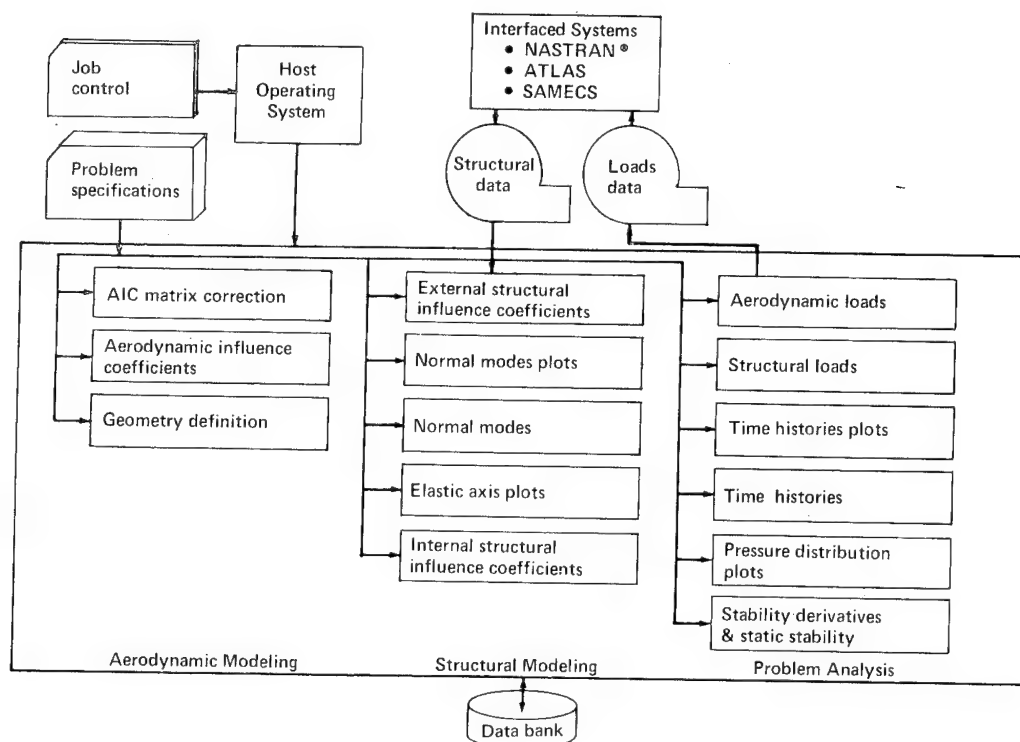 Job
control
Host
Operating
System
Interfaced Systems
• NASTRAN®
• ATLAS
• SAMECS
Problem
specifications
Structural
data
Loads
data
AIC matrix correction
Aerodynamic influence
coefficients
Geometry definition
External structural
influence coefficients
Normal modes plots
Normal modes
Elastic axis plots
Internal structural
influence coefficients
Aerodynamic loads
Structural loads
Time histories plots
Time histories
Pressure distribution
plots
Stability derivatives
& static stability
Aerodynamic Modeling
Structural Modeling
Problem Analysis
Data bank